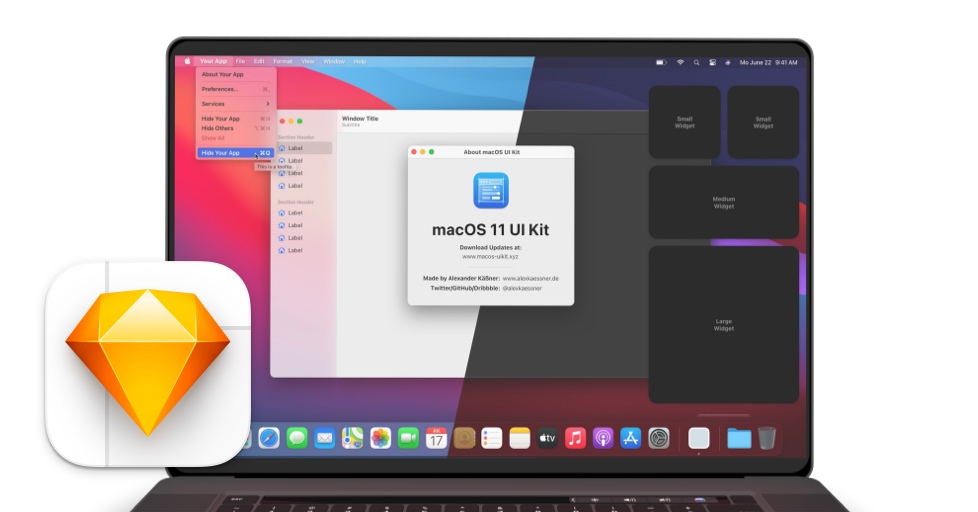 Your App File Edit Format View Window Help
Mo June 22 9:41 AM
About Your App
Preferences... ⌘,
Services
Hide Your App ⌘H
Hide Others ⌥⌘H
Show All
Hide Your App ⌘Q
This is a tooltip
Window Title
Subtitle
Section Header
Label
Label
Label
Label
Section Header
Label
Label
Label
Label
About macOS UI Kit
macOS 11 UI Kit
Download Updates at:
www.macos-uikit.xyz
Made by Alexander Käßner: www.alexkaessner.de
Twitter/GitHub/Dribbble: @alexkaessner
Small
Widget
Small
Widget
Medium
Widget
Large
Widget
17
tv
esc